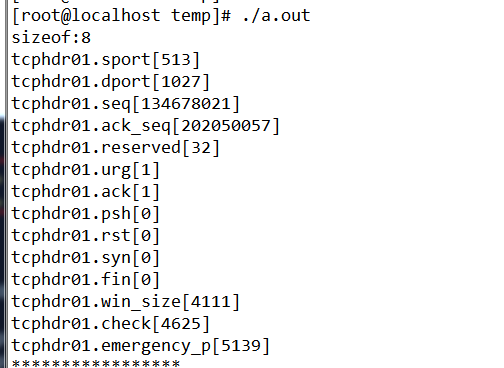 [root@localhost temp]# ./a.out
sizeof:8
tcphdr01.sport[513]
tcphdr01.dport[1027]
tcphdr01.seq[134678021]
tcphdr01.ack_seq[202050057]
tcphdr01.reserved[32]
tcphdr01.urg[1]
tcphdr01.ack[1]
tcphdr01.psh[0]
tcphdr01.rst[0]
tcphdr01.syn[0]
tcphdr01.fin[0]
tcphdr01.win_size[4111]
tcphdr01.check[4625]
tcphdr01.emergency_p[5139]
*****************